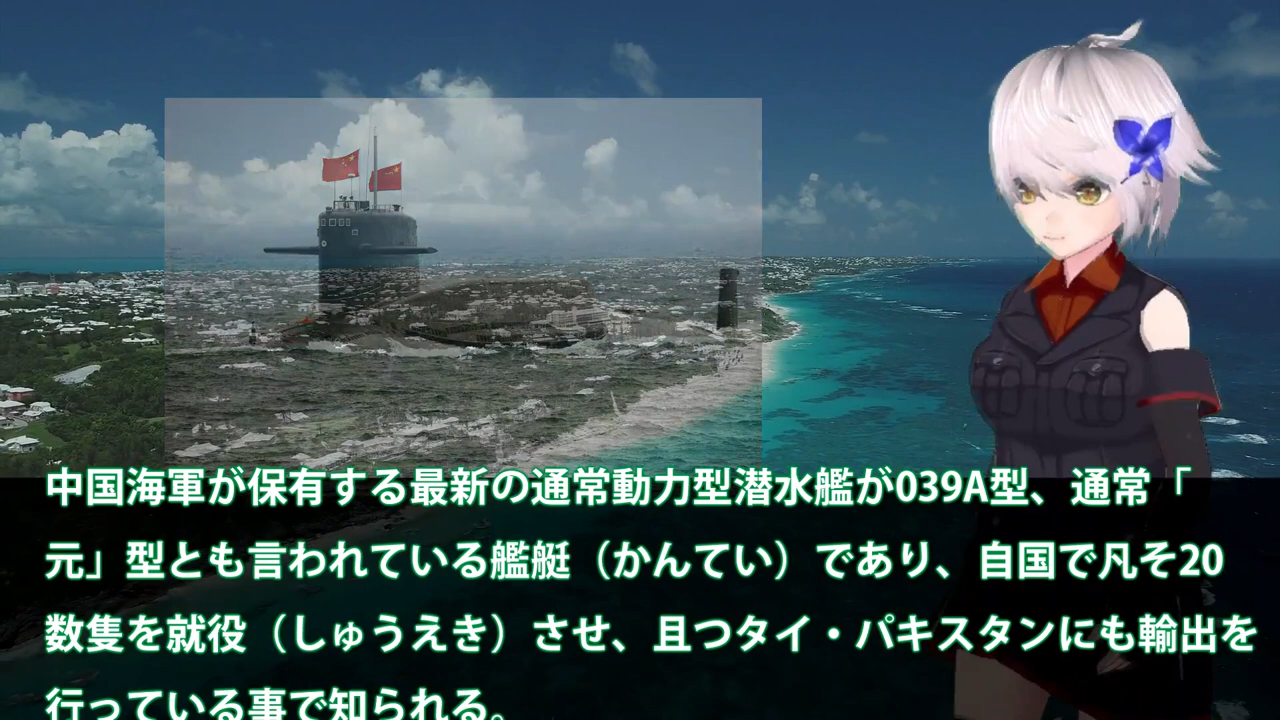 中国海軍が保有する最新の通常動力型潜水艦が039A型、通常「
元」型とも言われている艦艇（かんてい）であり、自国で凡そ20
数隻を就役（しゅうえき）させ、且つタイ・パキスタンにも輸出を
行っている事で知られる。